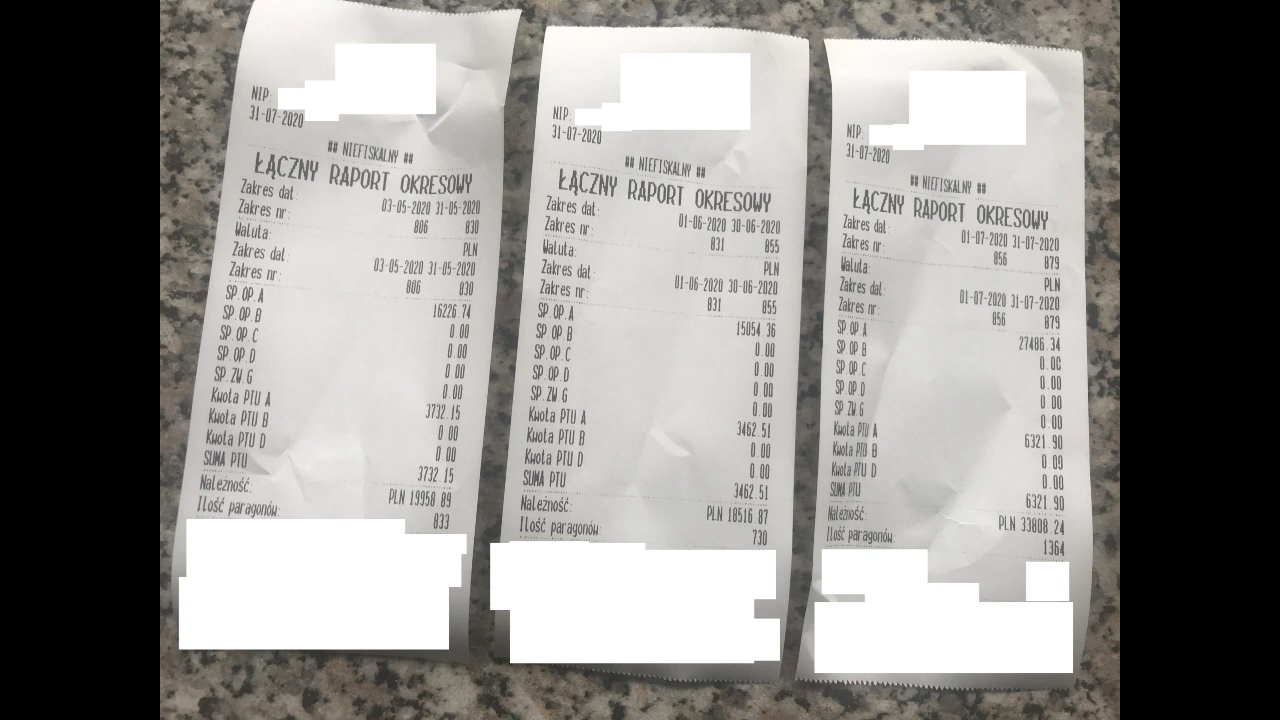 NIP:
31-07-2020
## NIEFISKALNY ##
ŁĄCZNY RAPORT OKRESOWY
Zakres dat: 03-05-2020 31-05-2020
Zakres nr: 806 830
Waluta: PLN
Zakres dat: 03-05-2020 31-05-2020
Zakres nr: 806 830
SP.OP.A 16226.74
SP.OP.B 0.00
SP.OP.C 0.00
SP.OP.D 0.00
SP.ZW.G 0.00
Kwota PTU A 3732.15
Kwota PTU B 0.00
Kwota PTU D 0.00
SUMA PTU 3732.15
Należność: PLN 19958.89
Ilość paragonów: 833
NIP:
31-07-2020
## NIEFISKALNY ##
ŁĄCZNY RAPORT OKRESOWY
Zakres dat: 01-06-2020 30-06-2020
Zakres nr: 831 855
Waluta: PLN
Zakres dat: 01-06-2020 30-06-2020
Zakres nr: 831 855
SP.OP.A 15054.36
SP.OP.B 0.00
SP.OP.C 0.00
SP.OP.D 0.00
SP.ZW.G 0.00
Kwota PTU A 3462.51
Kwota PTU B 0.00
Kwota PTU D 0.00
SUMA PTU 3462.51
Należność: PLN 18516.87
Ilość paragonów: 730
NIP:
31-07-2020
## NIEFISKALNY ##
ŁĄCZNY RAPORT OKRESOWY
Zakres dat: 01-07-2020 31-07-2020
Zakres nr: 856 879
Waluta: PLN
Zakres dat: 01-07-2020 31-07-2020
Zakres nr: 856 879
SP.OP.A 27486.34
SP.OP.B 0.00
SP.OP.C 0.00
SP.OP.D 0.00
SP.ZW.G 0.00
Kwota PTU A 6321.90
Kwota PTU B 0.00
Kwota PTU D 0.00
SUMA PTU 6321.90
Należność: PLN 33808.24
Ilość paragonów: 1364